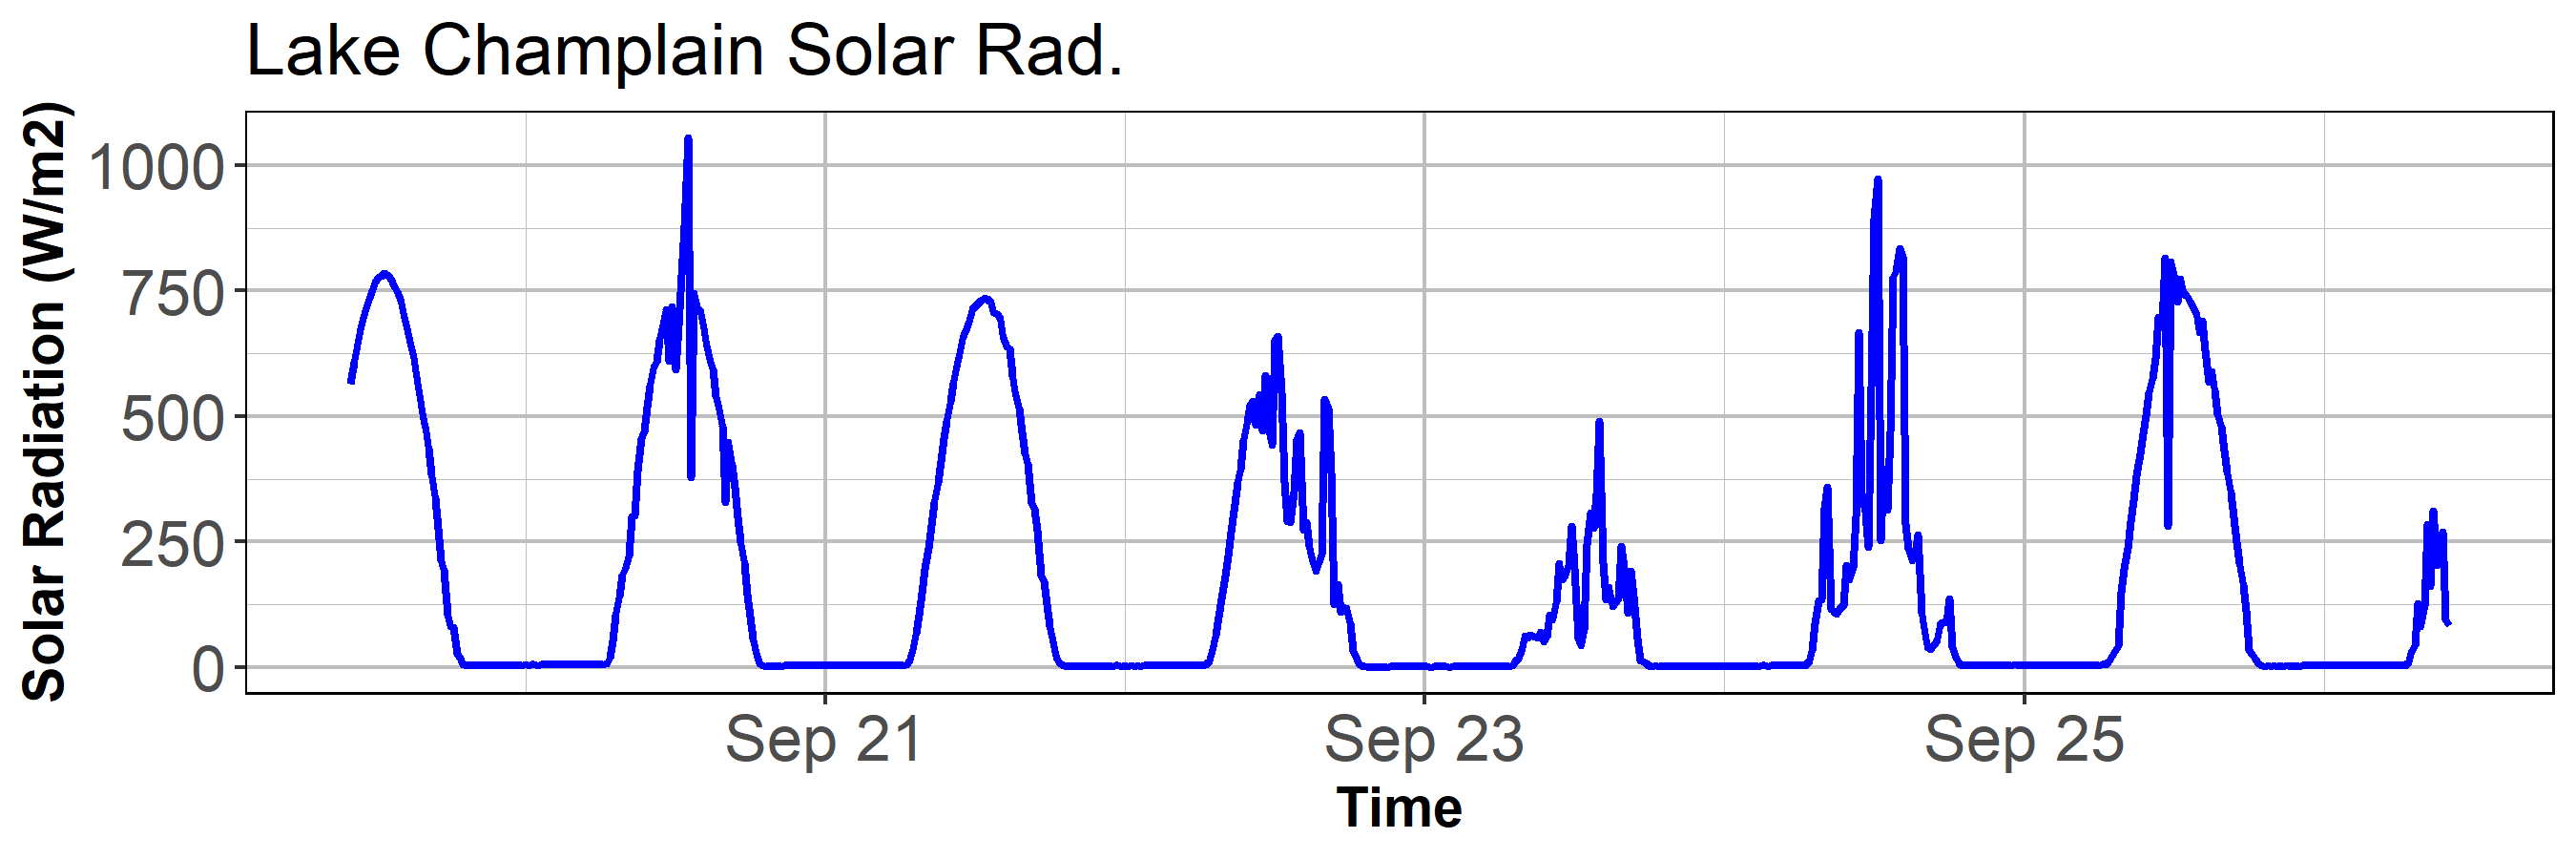 Lake Champlain Solar Rad.
Solar Radiation (W/m2)
1000
750
500
250
0
Sep 21 Sep 23 Sep 25
Time